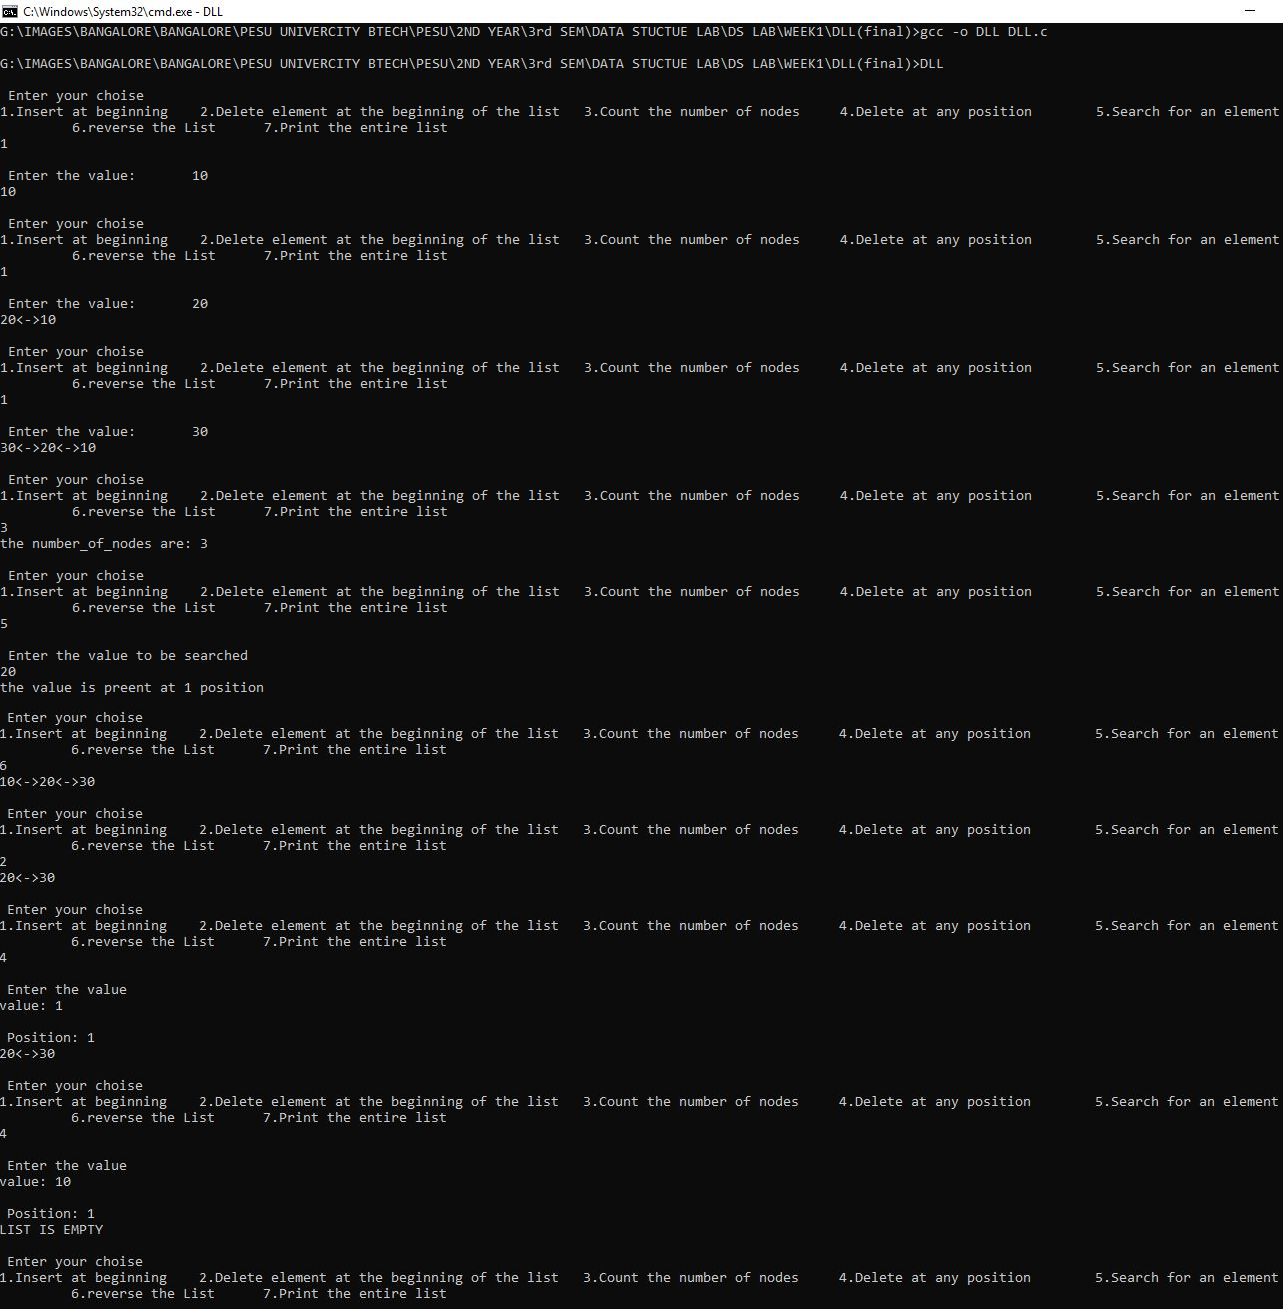 C:\Windows\System32\cmd.exe - DLL
G:\IMAGES\BANGALORE\BANGALORE\PESU UNIVERCITY BTECH\PESU\2ND YEAR\3rd SEM\DATA STUCTUE LAB\DS LAB\WEEK1\DLL(final)>gcc -o DLL DLL.c
G:\IMAGES\BANGALORE\BANGALORE\PESU UNIVERCITY BTECH\PESU\2ND YEAR\3rd SEM\DATA STUCTUE LAB\DS LAB\WEEK1\DLL(final)>DLL
Enter your choise
1.Insert at beginning 2.Delete element at the beginning of the list 3.Count the number of nodes 4.Delete at any position 5.Search for an element
6.reverse the List 7.Print the entire list
1
Enter the value: 10
10
Enter your choise
1.Insert at beginning 2.Delete element at the beginning of the list 3.Count the number of nodes 4.Delete at any position 5.Search for an element
6.reverse the List 7.Print the entire list
1
Enter the value: 20
20<->10
Enter your choise
1.Insert at beginning 2.Delete element at the beginning of the list 3.Count the number of nodes 4.Delete at any position 5.Search for an element
6.reverse the List 7.Print the entire list
1
Enter the value: 30
30<->20<->10
Enter your choise
1.Insert at beginning 2.Delete element at the beginning of the list 3.Count the number of nodes 4.Delete at any position 5.Search for an element
6.reverse the List 7.Print the entire list
3
the number_of_nodes are: 3
Enter your choise
1.Insert at beginning 2.Delete element at the beginning of the list 3.Count the number of nodes 4.Delete at any position 5.Search for an element
6.reverse the List 7.Print the entire list
5
Enter the value to be searched
20
the value is preent at 1 position
Enter your choise
1.Insert at beginning 2.Delete element at the beginning of the list 3.Count the number of nodes 4.Delete at any position 5.Search for an element
6.reverse the List 7.Print the entire list
6
10<->20<->30
Enter your choise
1.Insert at beginning 2.Delete element at the beginning of the list 3.Count the number of nodes 4.Delete at any position 5.Search for an element
6.reverse the List 7.Print the entire list
2
20<->30
Enter your choise
1.Insert at beginning 2.Delete element at the beginning of the list 3.Count the number of nodes 4.Delete at any position 5.Search for an element
6.reverse the List 7.Print the entire list
4
Enter the value
value: 1
Position: 1
20<->30
Enter your choise
1.Insert at beginning 2.Delete element at the beginning of the list 3.Count the number of nodes 4.Delete at any position 5.Search for an element
6.reverse the List 7.Print the entire list
4
Enter the value
value: 10
Position: 1
LIST IS EMPTY
Enter your choise
1.Insert at beginning 2.Delete element at the beginning of the list 3.Count the number of nodes 4.Delete at any position 5.Search for an element
6.reverse the List 7.Print the entire list